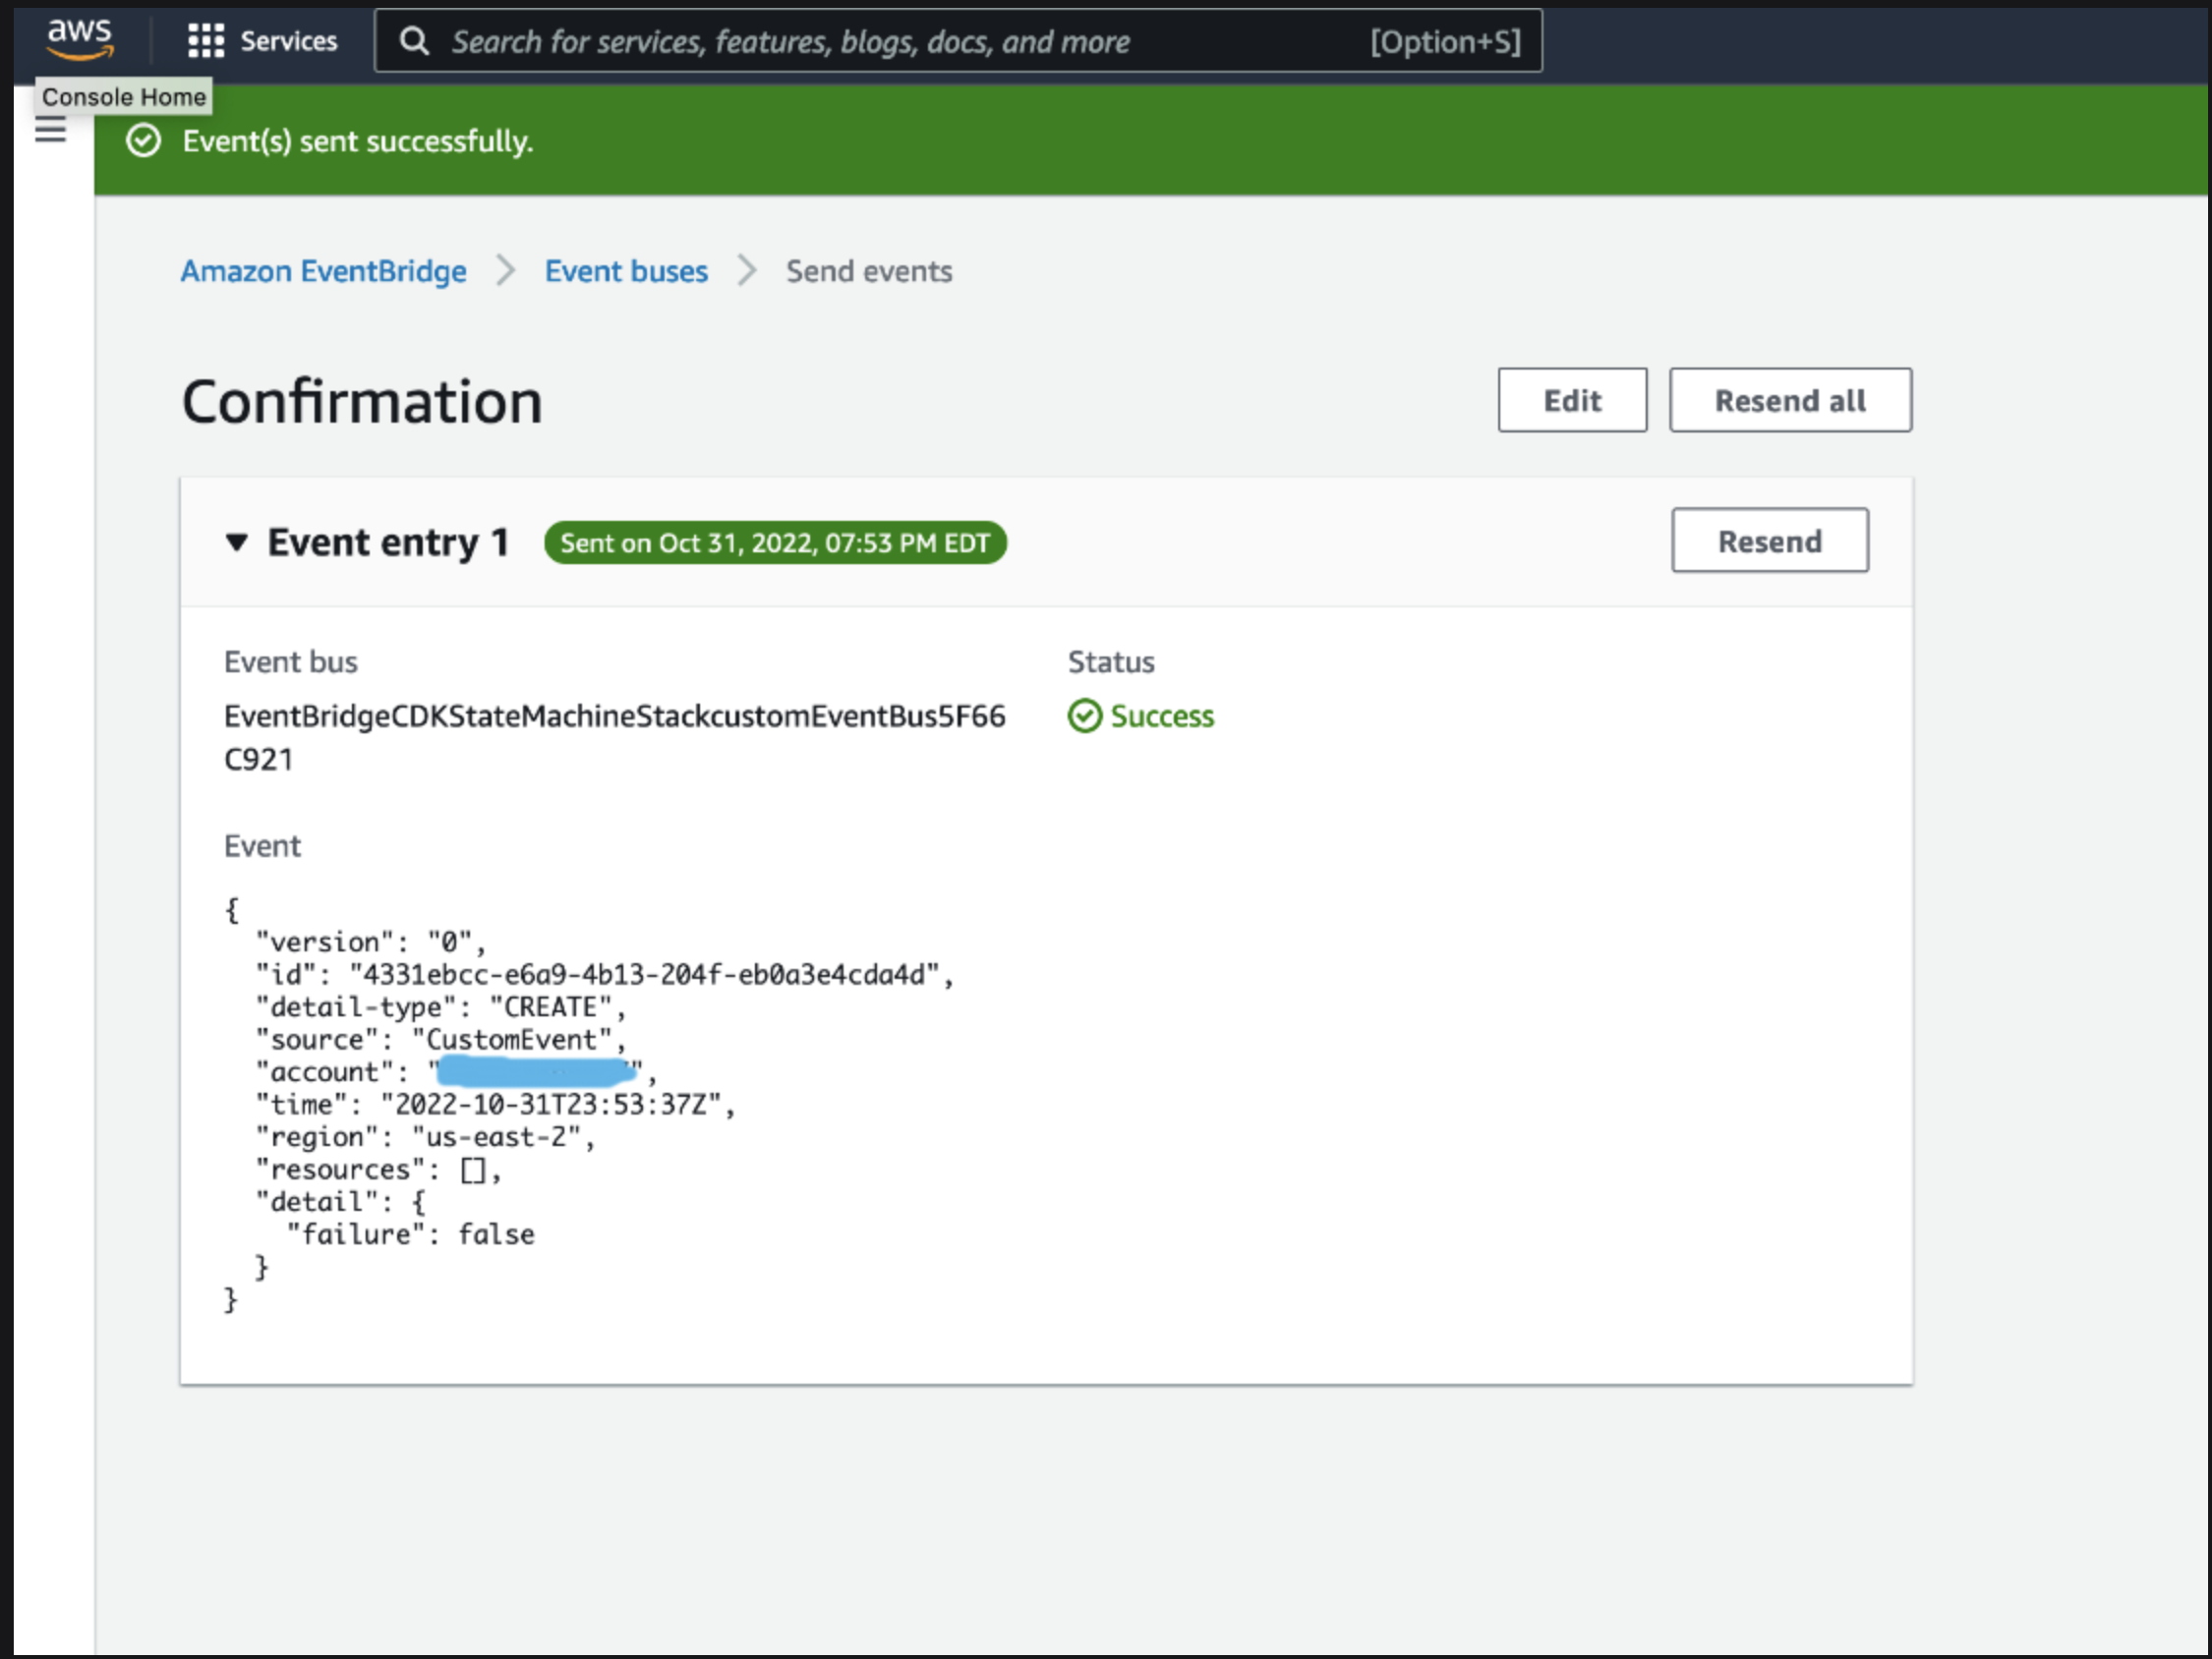 aws
Services
Search for services, features, blogs, docs, and more
[Option+S]
Console Home
Event(s) sent successfully.
Amazon EventBridge > Event buses > Send events
Confirmation
Edit
Resend all
Event entry 1
Sent on Oct 31, 2022, 07:53 PM EDT
Resend
Event bus
EventBridgeCDKStateMachineStackcustomEventBus5F66
C921
Status
Success
Event
{
  "version": "0",
  "id": "4331ebcc-e6a9-4b13-204f-eb0a3e4cda4d",
  "detail-type": "CREATE",
  "source": "CustomEvent",
  "account": "",
  "time": "2022-10-31T23:53:37Z",
  "region": "us-east-2",
  "resources": [],
  "detail": {
    "failure": false
  }
}